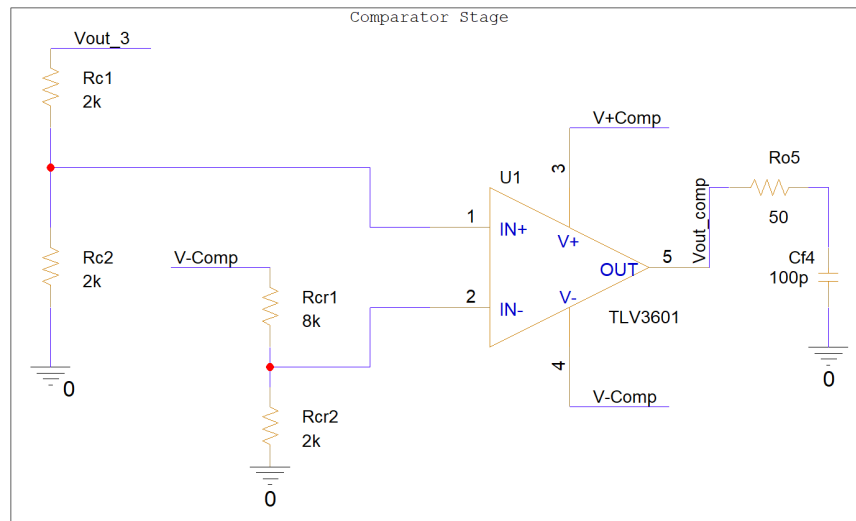 Comparator Stage
Vout_3
Rc1
2k
V+Comp
3
U1
Ro5
50
1
IN+
V+
Vout_comp
5
OUT
Rc2
2k
V-Comp
Cf4
100p
Rcr1
8k
2
IN-
V-
TLV3601
4
0
0
V-Comp
Rcr2
2k
0